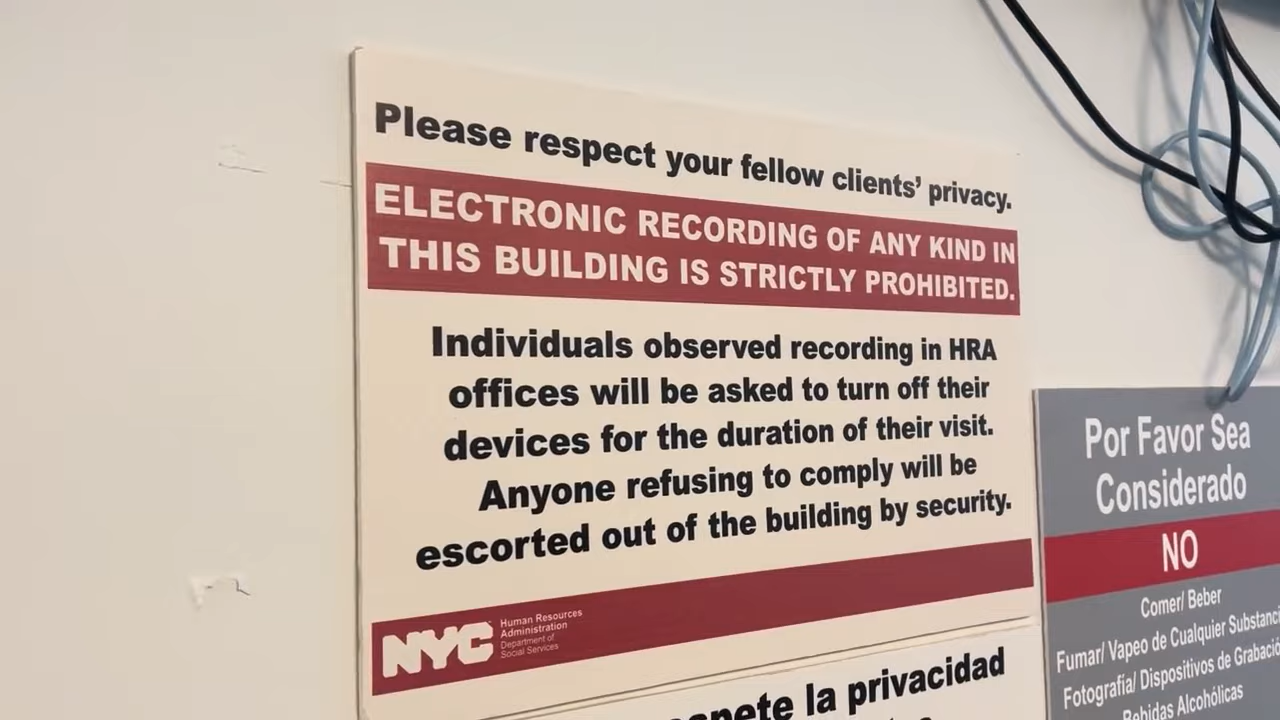 Please respect your fellow clients’ privacy.
ELECTRONIC RECORDING OF ANY KIND IN
THIS BUILDING IS STRICTLY PROHIBITED.
Individuals observed recording in HRA
offices will be asked to turn off their
devices for the duration of their visit.
Anyone refusing to comply will be
escorted out of the building by security.
NYC
Human Resources
Administration
Department of
Social Services
la privacidad
Por Favor Sea
Considerado
NO
Comer/ Beber
Fumar/ Vapeo de Cualquier
Fotografia/ Dispositivos de
Bebidas Alcohólicas